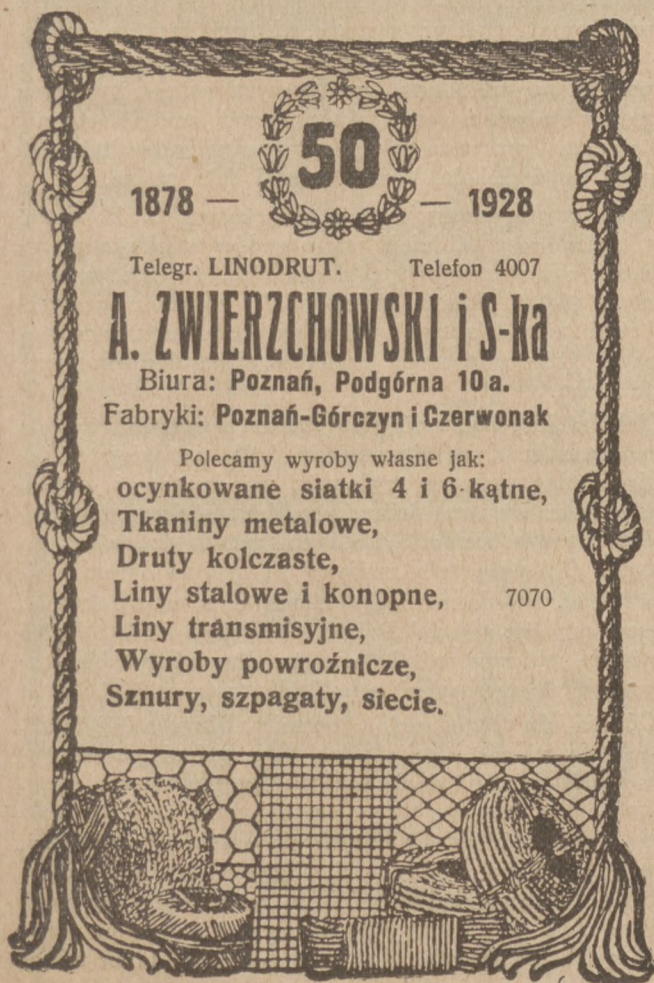 50
1878 — — 1928
Telegr. LINODRUT. Telefon 4007
A. ZWIERZCHOWSKI i S-ka
Biura: Poznań, Podgórna 10 a.
Fabryki: Poznań-Górczyn i Czerwonak
Polecamy wyroby własne jak:
ocynkowane siatki 4 i 6-kątne,
Tkaniny metalowe,
Druty kolczaste,
Liny stalowe i konopne, 7070
Liny transmisyjne,
Wyroby powroźnicze,
Sznury, szpagaty, siecie.